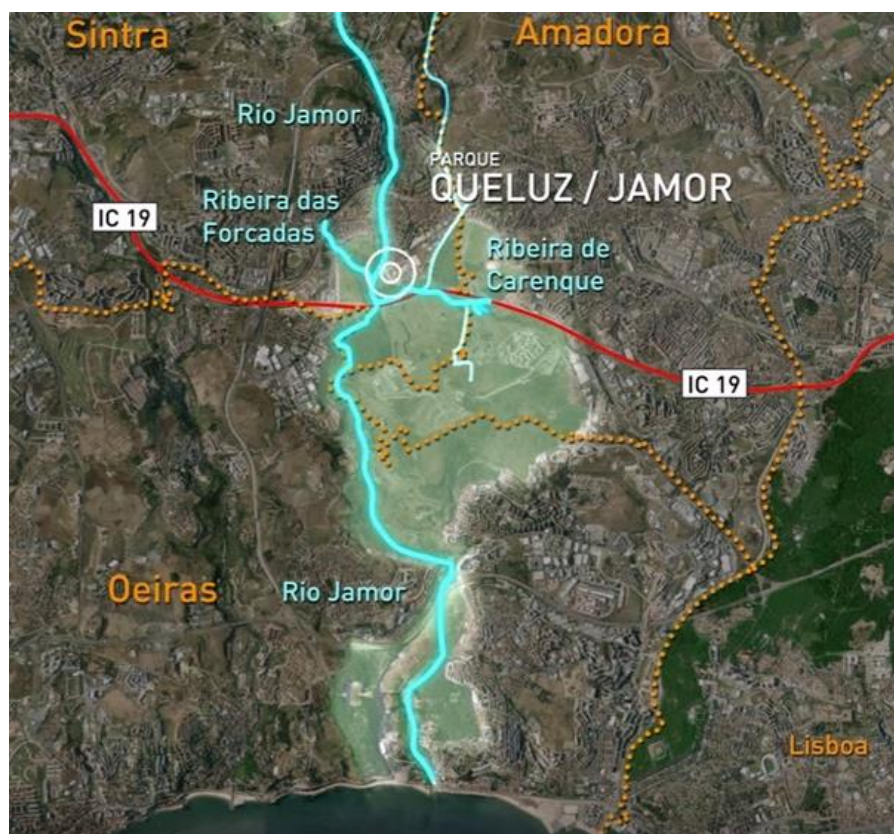 Sintra
Amadora
Rio Jamor
PARQUE
QUELUZ / JAMOR
Ribeira das
Forcadas
IC 19
Ribeira de
Carenque
IC 19
Oeiras
Rio Jamor
Lisboa